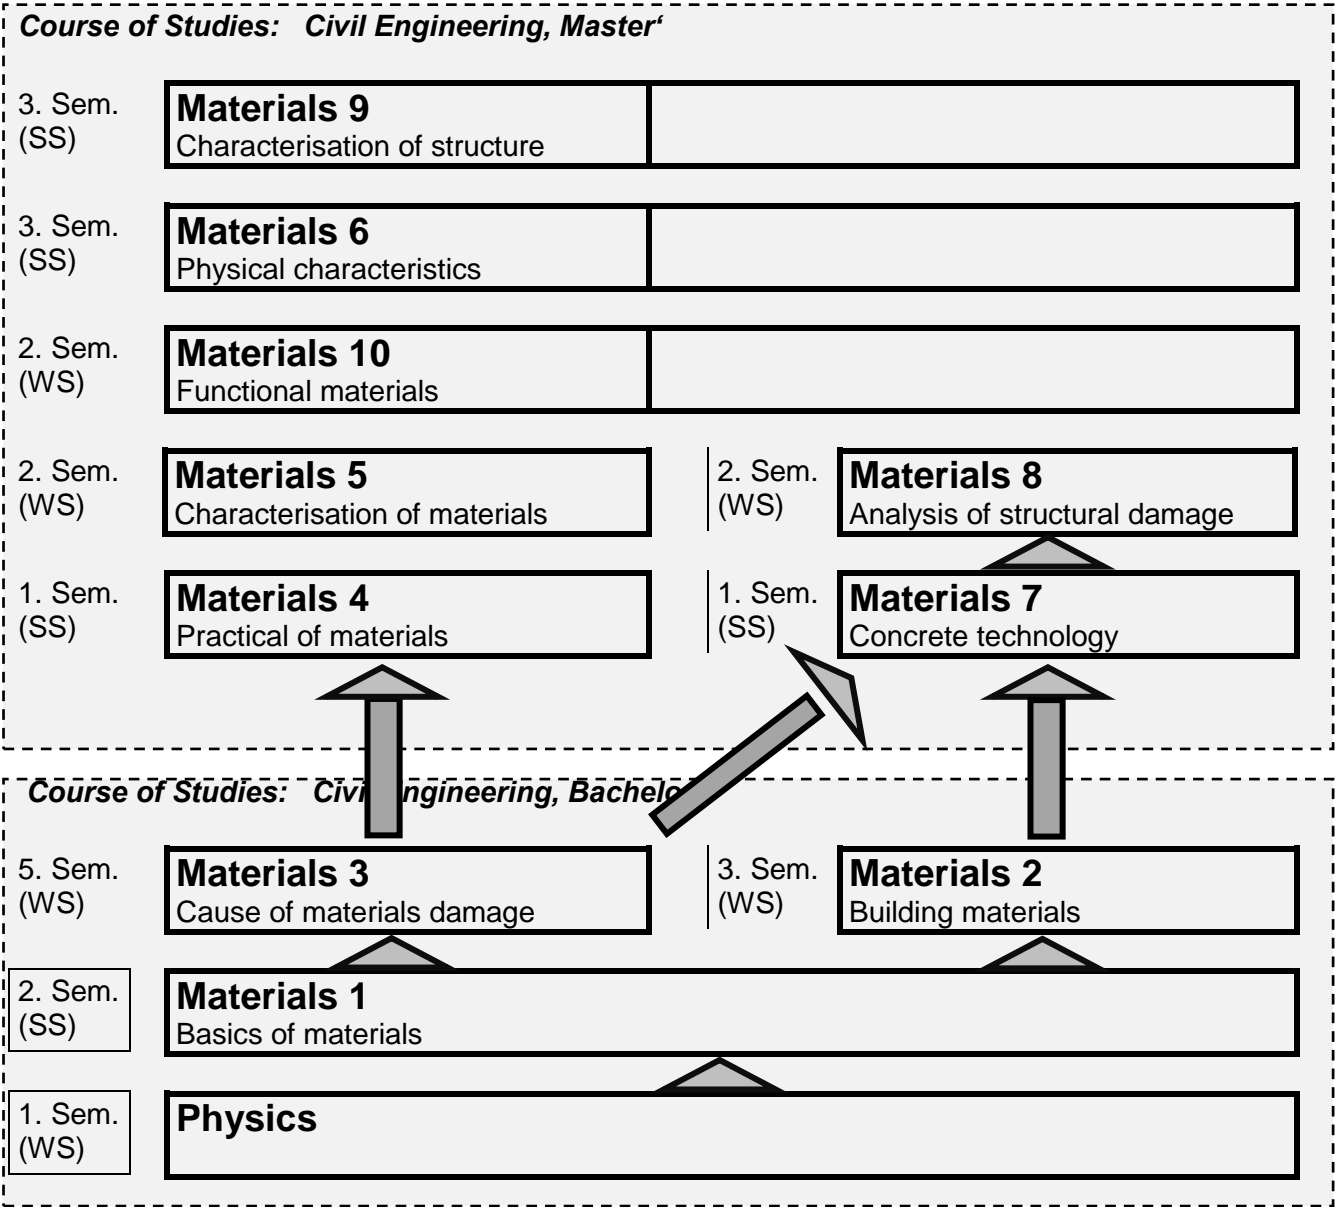 Course of Studies: Civil Engineering, Master‘
3. Sem.
(SS)
Materials 9
Characterisation of structure
3. Sem.
(SS)
Materials 6
Physical characteristics
2. Sem.
(WS)
Materials 10
Functional materials
2. Sem.
(WS)
Materials 5
Characterisation of materials
2. Sem.
(WS)
Materials 8
Analysis of structural damage
1. Sem.
(SS)
Materials 4
Practical of materials
1. Sem.
(SS)
Materials 7
Concrete technology
Course of Studies: Civil Engineering, Bachelo
5. Sem.
(WS)
Materials 3
Cause of materials damage
3. Sem.
(WS)
Materials 2
Building materials
2. Sem.
(SS)
Materials 1
Basics of materials
1. Sem.
(WS)
Physics